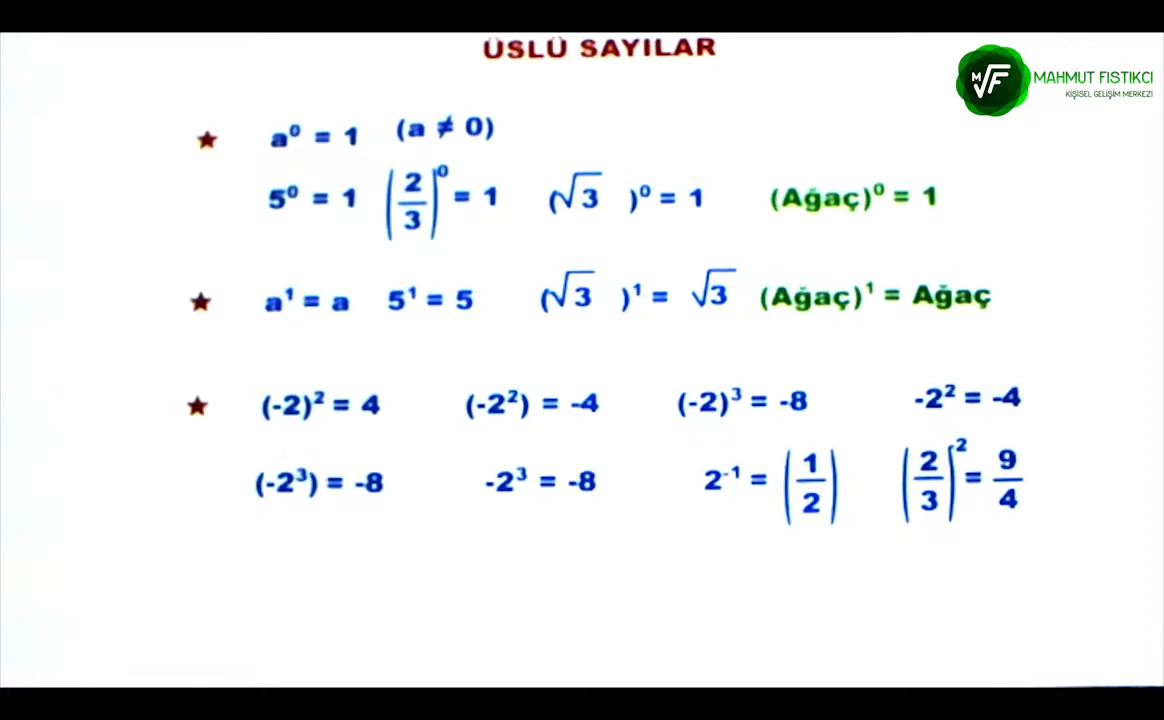 ÜSLÜ SAYILAR
MVF MAHMUT FISTIKCI
KİŞİSEL GELİŞİM MERKEZİ
★ a⁰ = 1 (a ≠ 0)
5⁰ = 1 (2/3)⁰ = 1 (√3 )⁰ = 1 (Ağaç)⁰ = 1
★ a¹ = a 5¹ = 5 (√3 )¹ = √3 (Ağaç)¹ = Ağaç
★ (-2)² = 4 (-2²) = -4 (-2)³ = -8 -2² = -4
(-2³) = -8 -2³ = -8 2⁻¹ = (1/2) (2/3)⁻² = 9/4